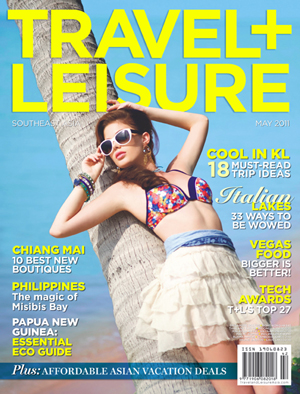 TRAVEL+
LEISURE
SOUTHEAST ASIA
MAY 2011
COOL IN KL
18 MUST-READ
TRIP IDEAS
Italian
LAKES
33 WAYS TO
BE WOWED
VEGAS
FOOD
BIGGER IS
BETTER!
TECH
AWARDS
T+L'S TOP 27
CHIANG MAI
10 BEST NEW
BOUTIQUES
PHILIPPINES
The magic of
Misibis Bay
PAPUA NEW
GUINEA:
ESSENTIAL
ECO GUIDE
Plus: AFFORDABLE ASIAN VACATION DEALS